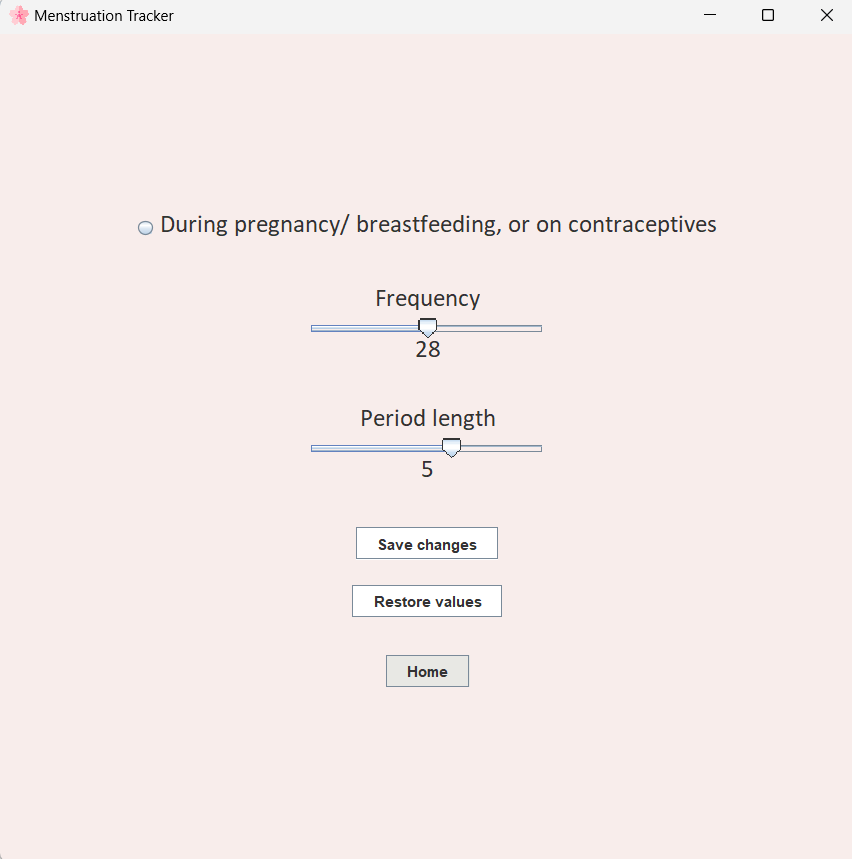 Menstruation Tracker
During pregnancy/ breastfeeding, or on contraceptives
Frequency
28
Period length
5
Save changes
Restore values
Home